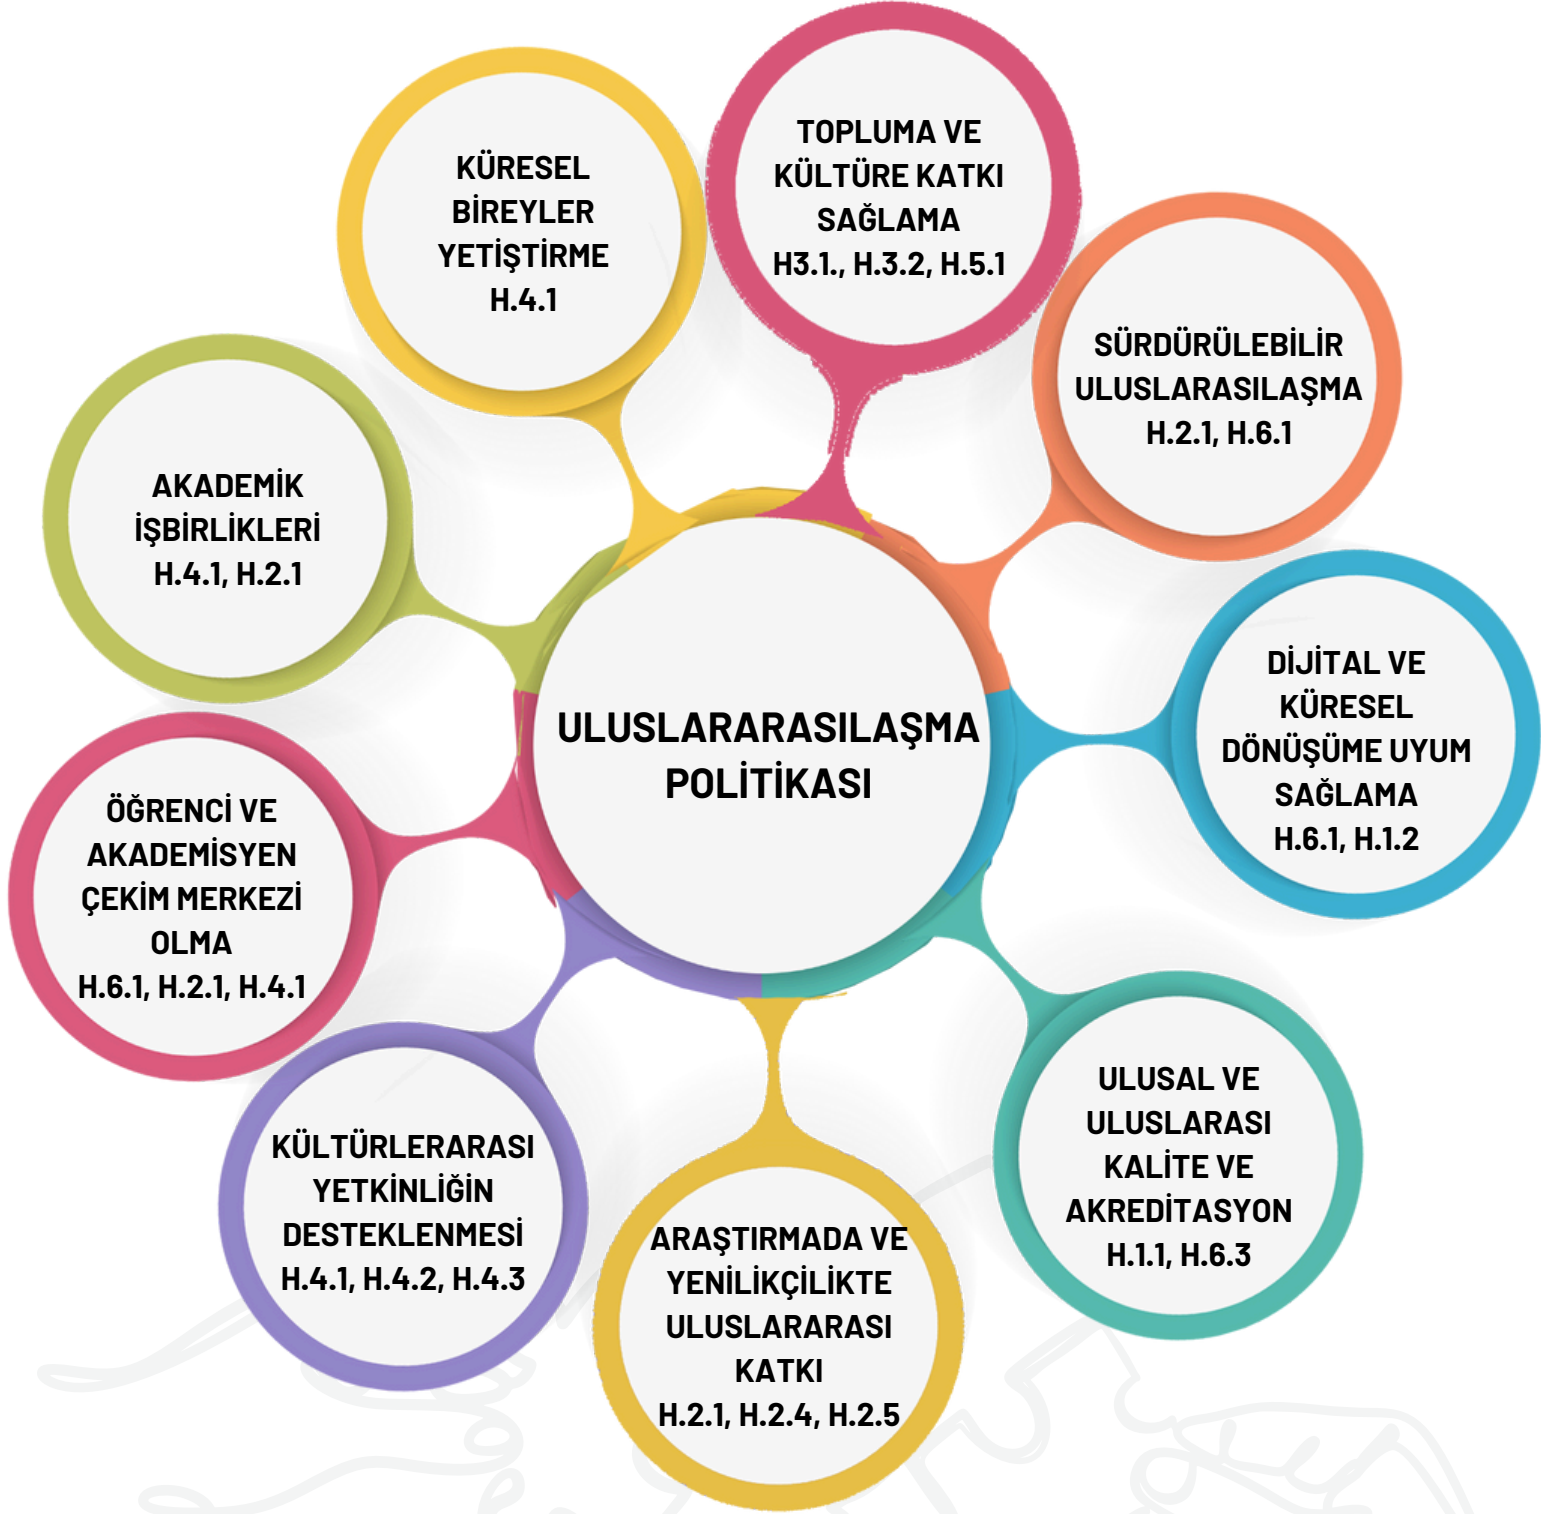 TOPLUMA VE
KÜLTÜRE KATKI
SAĞLAMA
H3.1., H.3.2, H.5.1
KÜRESEL
BİREYLER
YETİŞTİRME
H.4.1
SÜRDÜRÜLEBİLİR
ULUSLARASILAŞMA
H.2.1, H.6.1
AKADEMİK
İŞBİRLİKLERİ
H.4.1, H.2.1
DİJİTAL VE
KÜRESEL
DÖNÜŞÜME UYUM
SAĞLAMA
H.6.1, H.1.2
ULUSLARARASILAŞMA
POLİTİKASI
ÖĞRENCİ VE
AKADEMİSYEN
ÇEKİM MERKEZİ
OLMA
H.6.1, H.2.1, H.4.1
ULUSAL VE
ULUSLARASI
KALİTE VE
AKREDİTASYON
H.1.1, H.6.3
KÜLTÜRLERARASI
YETKİNLİĞİN
DESTEKLENMESİ
H.4.1, H.4.2, H.4.3
ARAŞTIRMADA VE
YENİLİKÇİLİKTE
ULUSLARARASI
KATKI
H.2.1, H.2.4, H.2.5